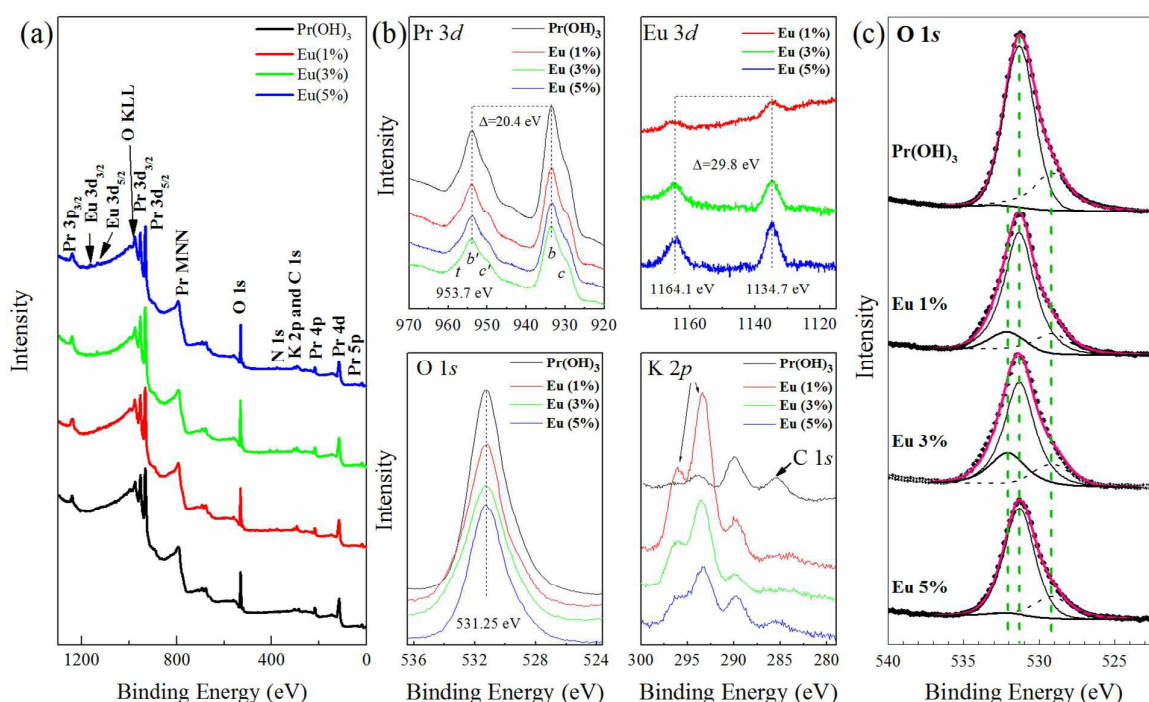 (a)
Pr(OH)₃
Eu(1%)
Eu(3%)
Eu(5%)
Pr 3p₃/₂
Eu 3d₃/₂
Eu 3d₅/₂
O KLL
Pr 3d₃/₂
Pr 3d₅/₂
Pr MNN
O 1s
N 1s
K 2p and C 1s
Pr 4p
Pr 4d
Pr 5p
Intensity
1200 800 400 0
Binding Energy (eV)
(b)
Pr 3d
Pr(OH)₃
Eu (1%)
Eu (3%)
Eu (5%)
Δ=20.4 eV
t b' c' b c
953.7 eV
Intensity
970 960 950 940 930 920
Eu 3d
Eu (1%)
Eu (3%)
Eu (5%)
Δ=29.8 eV
1164.1 eV 1134.7 eV
1160 1140 1120
O 1s
Pr(OH)₃
Eu (1%)
Eu (3%)
Eu (5%)
531.25 eV
Intensity
536 532 528 524
Binding Energy (eV)
K 2p
Pr(OH)₃
Eu (1%)
Eu (3%)
Eu (5%)
C 1s
Intensity
300 295 290 285 280
Binding Energy (eV)
(c)
O 1s
Pr(OH)₃
Eu 1%
Eu 3%
Eu 5%
540 535 530 525
Binding Energy (eV)